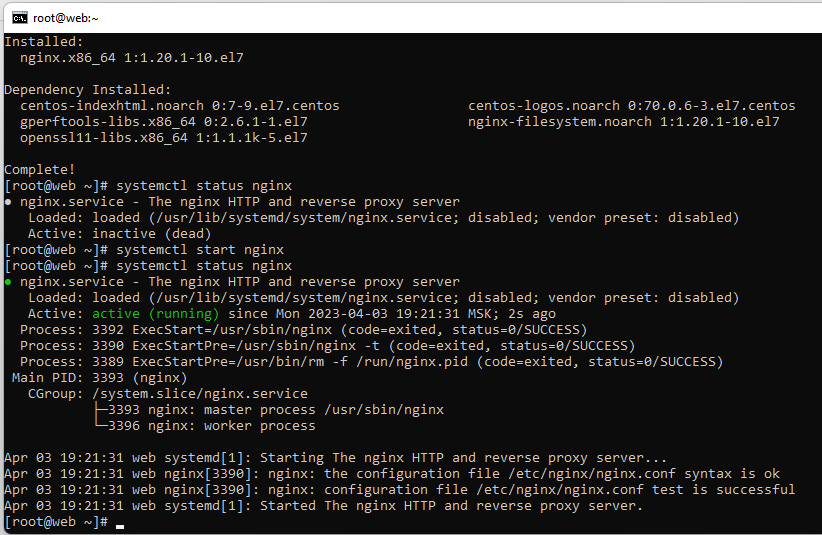 root@web:~
Installed:
  nginx.x86_64 1:1.20.1-10.el7

Dependency Installed:
  centos-indexhtml.noarch 0:7-9.el7.centos                centos-logos.noarch 0:70.0.6-3.el7.centos
  gperftools-libs.x86_64 0:2.6.1-1.el7                    nginx-filesystem.noarch 1:1.20.1-10.el7
  openssl11-libs.x86_64 1:1.1.1k-5.el7

Complete!
[root@web ~]# systemctl status nginx
● nginx.service - The nginx HTTP and reverse proxy server
   Loaded: loaded (/usr/lib/systemd/system/nginx.service; disabled; vendor preset: disabled)
   Active: inactive (dead)
[root@web ~]# systemctl start nginx
[root@web ~]# systemctl status nginx
● nginx.service - The nginx HTTP and reverse proxy server
   Loaded: loaded (/usr/lib/systemd/system/nginx.service; disabled; vendor preset: disabled)
   Active: active (running) since Mon 2023-04-03 19:21:31 MSK; 2s ago
  Process: 3392 ExecStart=/usr/sbin/nginx (code=exited, status=0/SUCCESS)
  Process: 3390 ExecStartPre=/usr/sbin/nginx -t (code=exited, status=0/SUCCESS)
  Process: 3389 ExecStartPre=/usr/bin/rm -f /run/nginx.pid (code=exited, status=0/SUCCESS)
 Main PID: 3393 (nginx)
   CGroup: /system.slice/nginx.service
           ├─3393 nginx: master process /usr/sbin/nginx
           └─3396 nginx: worker process

Apr 03 19:21:31 web systemd[1]: Starting The nginx HTTP and reverse proxy server...
Apr 03 19:21:31 web nginx[3390]: nginx: the configuration file /etc/nginx/nginx.conf syntax is ok
Apr 03 19:21:31 web nginx[3390]: nginx: configuration file /etc/nginx/nginx.conf test is successful
Apr 03 19:21:31 web systemd[1]: Started The nginx HTTP and reverse proxy server.
[root@web ~]#